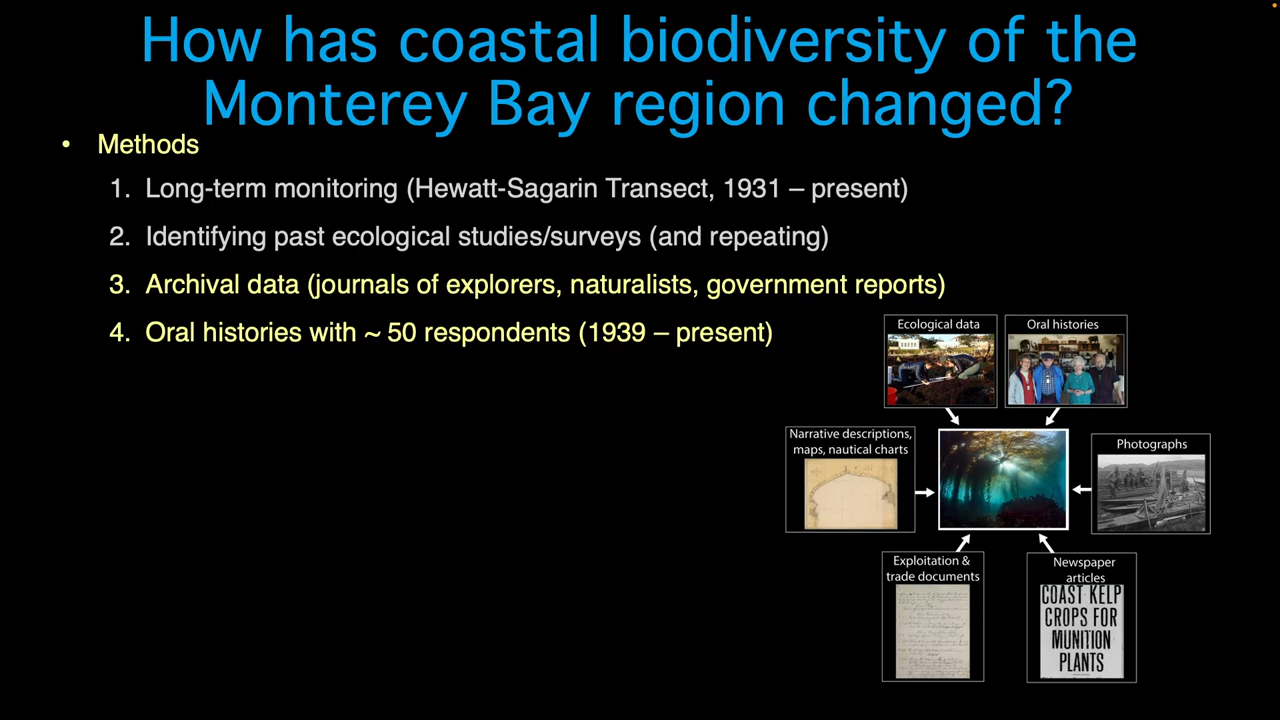 How has coastal biodiversity of the
Monterey Bay region changed?
• Methods
1. Long-term monitoring (Hewatt-Sagarin Transect, 1931 – present)
2. Identifying past ecological studies/surveys (and repeating)
3. Archival data (journals of explorers, naturalists, government reports)
4. Oral histories with ~ 50 respondents (1939 – present)
Ecological data
Oral histories
Narrative descriptions,
maps, nautical charts
Photographs
Exploitation &
trade documents
Newspaper
articles
COAST KELP
CROPS FOR
MUNITION
PLANTS